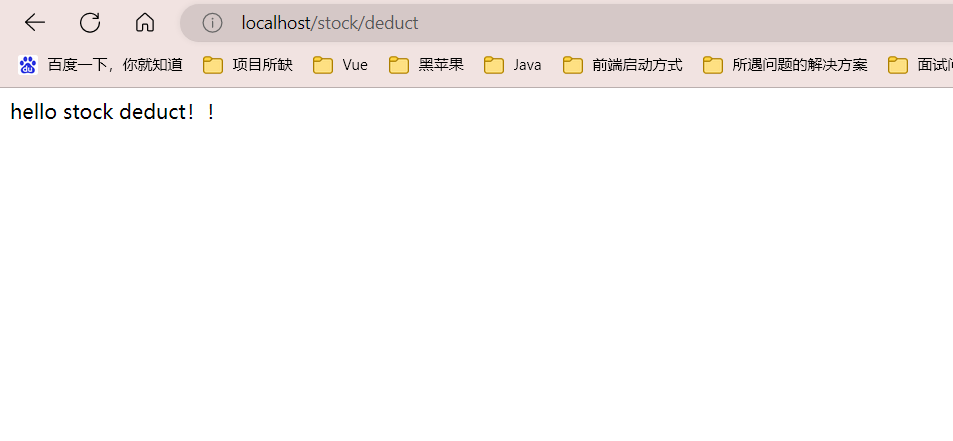 localhost/stock/deduct
百度一下，你就知道 项目所缺 Vue 黑苹果 Java 前端启动方式 所遇问题的解决方案 面试
hello stock deduct！！